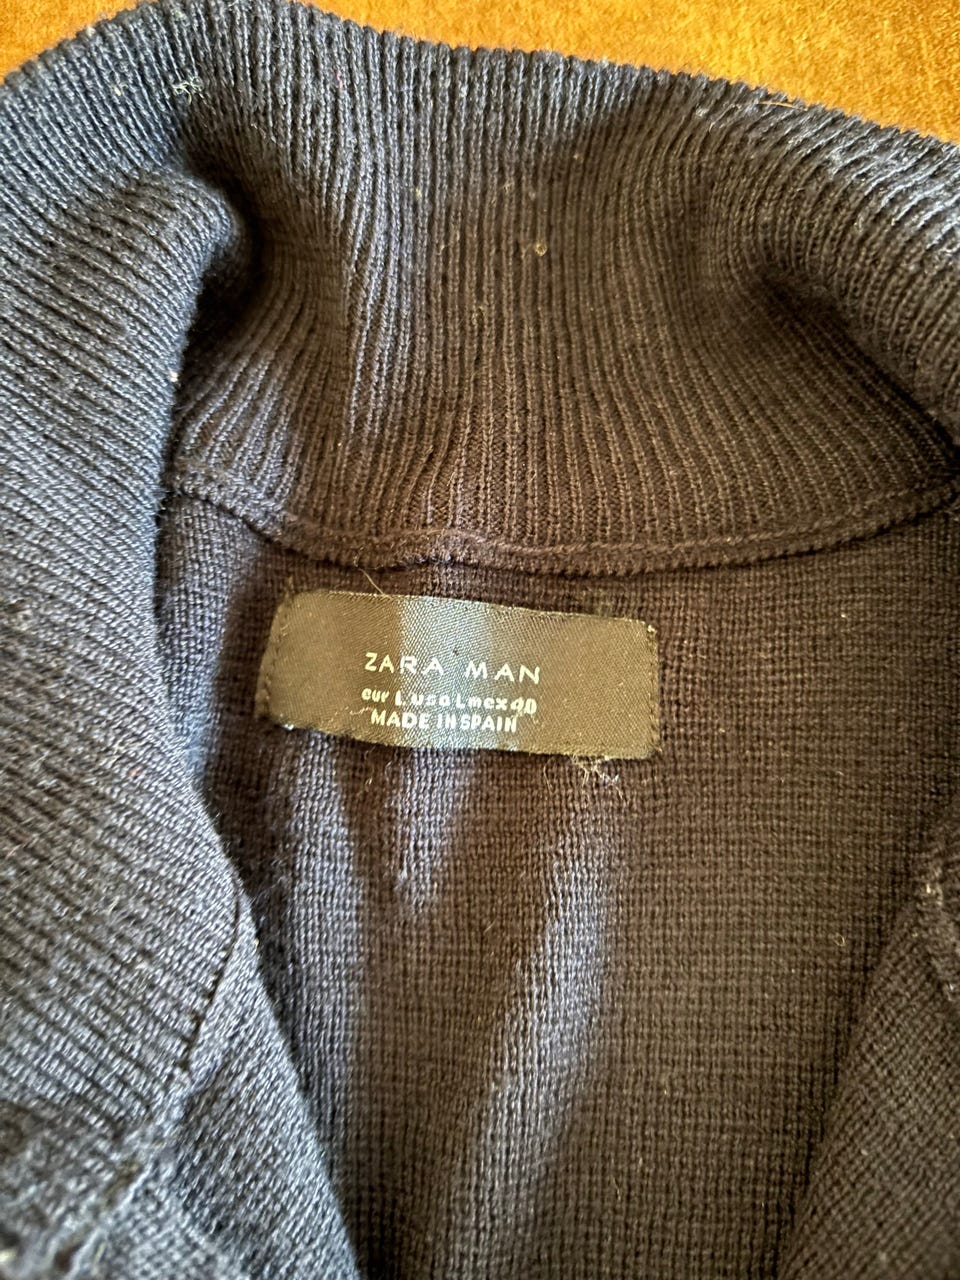 ZARA MAN
eur L usa L mex 40
MADE IN SPAIN